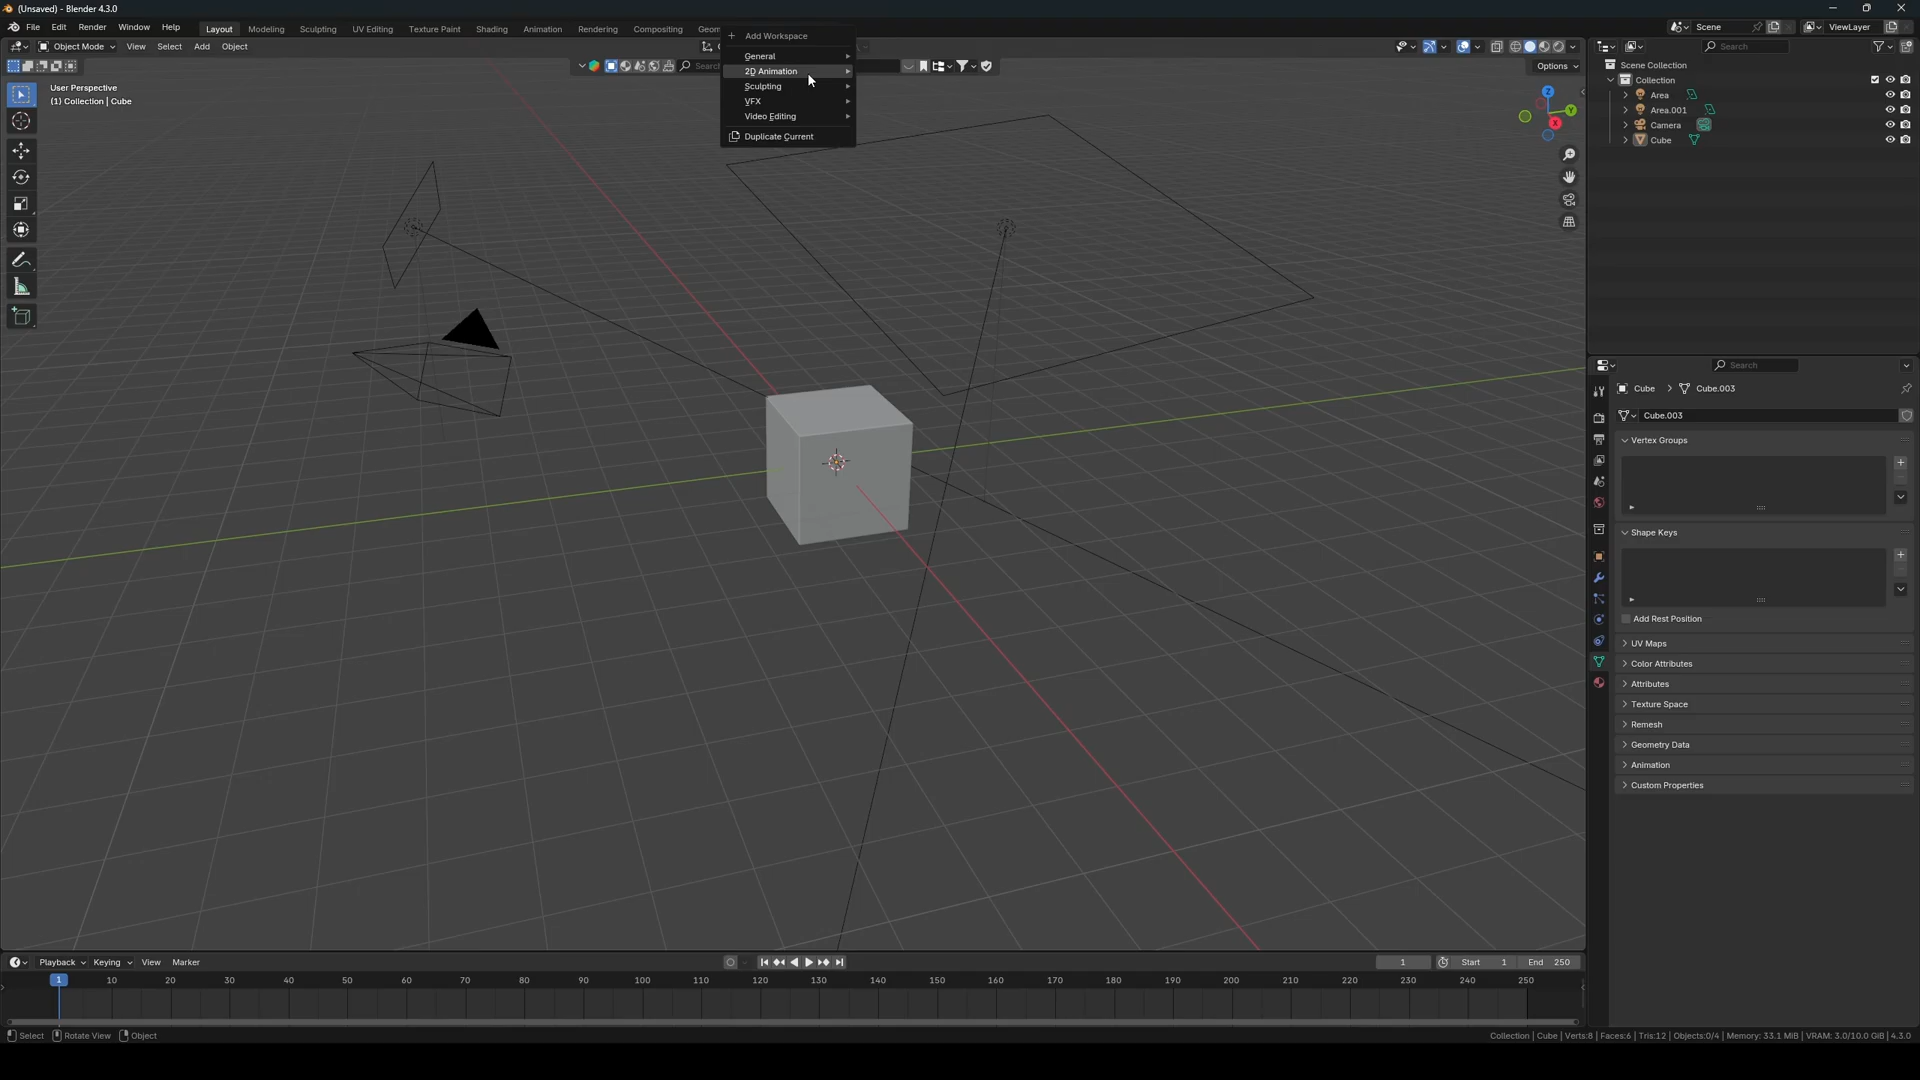 (Unsaved) - Blender 4.3.0
File Edit Render Window Help Layout Modeling Sculpting UV Editing Texture Paint Shading Animation Rendering Compositing Geom Scene ViewLayer
Object Mode View Select Add Object
Search
Options
Add Workspace
General
2D Animation
Sculpting
VFX
Video Editing
Duplicate Current
User Perspective
(1) Collection | Cube
Z
Y
X
Search
Scene Collection
Collection
Area
Area.001
Camera
Cube
Search
Cube > Cube.003
Cube.003
Vertex Groups
Shape Keys
Add Rest Position
UV Maps
Color Attributes
Attributes
Texture Space
Remesh
Geometry Data
Animation
Custom Properties
Playback Keying View Marker 1 Start 1 End 250
1 10 20 30 40 50 60 70 80 90 100 110 120 130 140 150 160 170 180 190 200 210 220 230 240 250
Select Rotate View Object
Collection | Cube | Verts:8 | Faces:6 | Tris:12 | Objects:0/4 | Memory: 33.1 MiB | VRAM: 3.0/10.0 GiB | 4.3.0